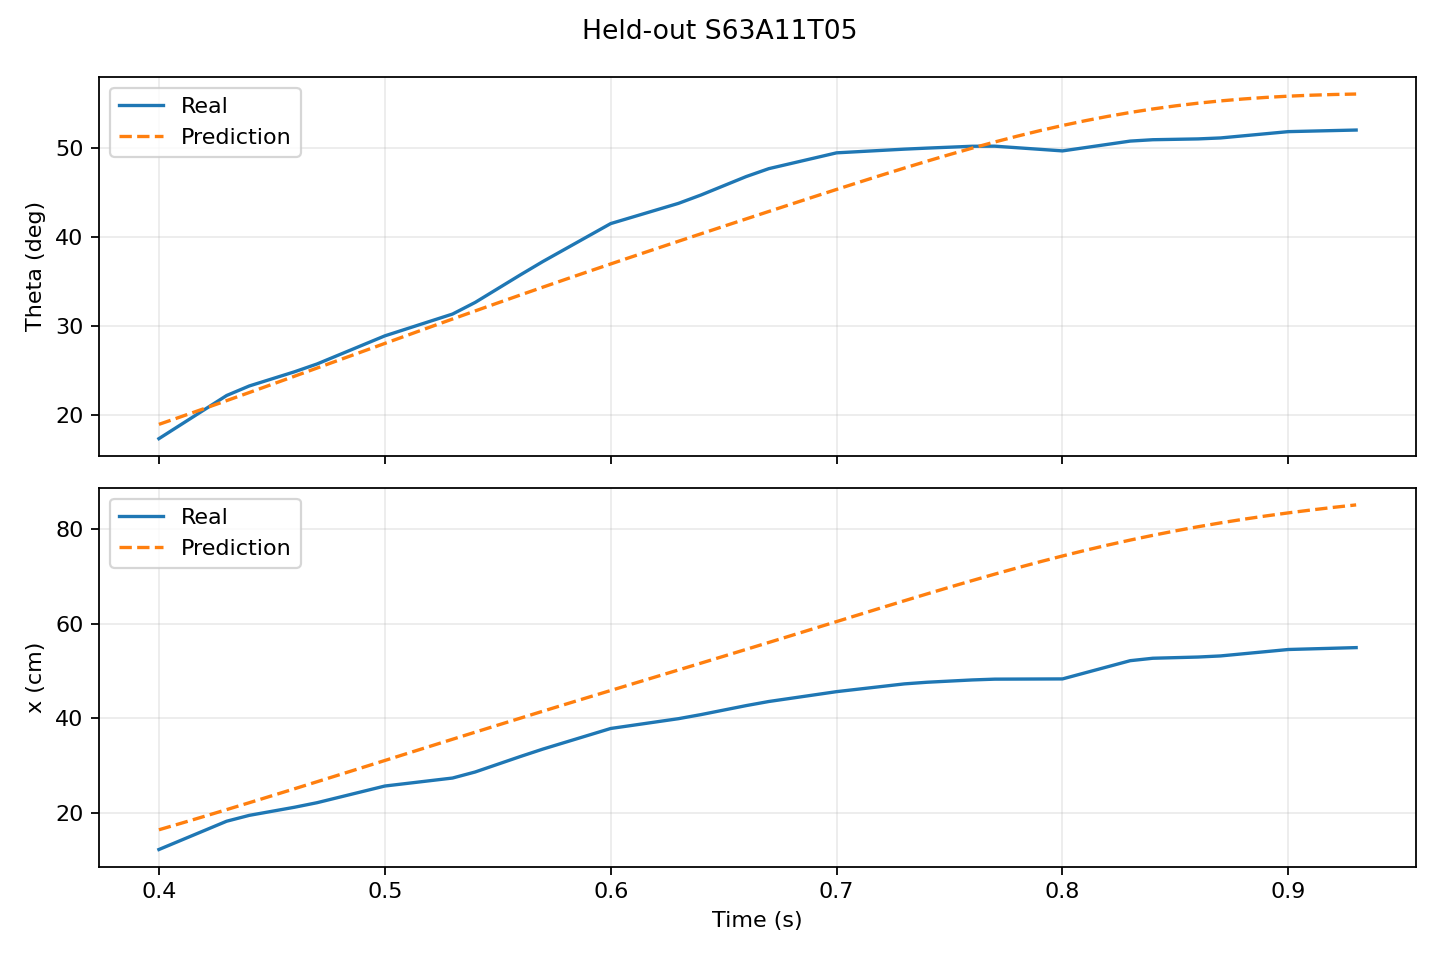 Held-out S63A11T05
Real
Prediction
50
40
30
20
Theta (deg)
Real
Prediction
80
60
40
20
x (cm)
0.4 0.5 0.6 0.7 0.8 0.9
Time (s)